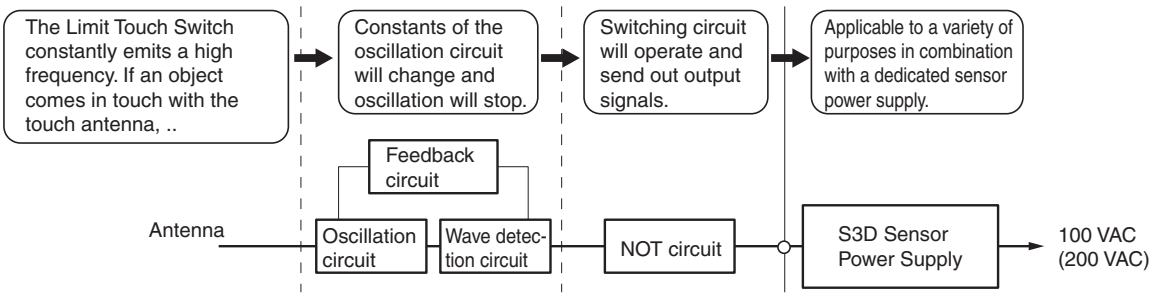 The Limit Touch Switch
constantly emits a high
frequency. If an object
comes in touch with the
touch antenna, ..
Constants of the
oscillation circuit
will change and
oscillation will stop.
Switching circuit
will operate and
send out output
signals.
Applicable to a variety of
purposes in combination
with a dedicated sensor
power supply.
Feedback
circuit
Antenna
Oscillation
circuit
Wave detec-
tion circuit
NOT circuit
S3D Sensor
Power Supply
100 VAC
(200 VAC)